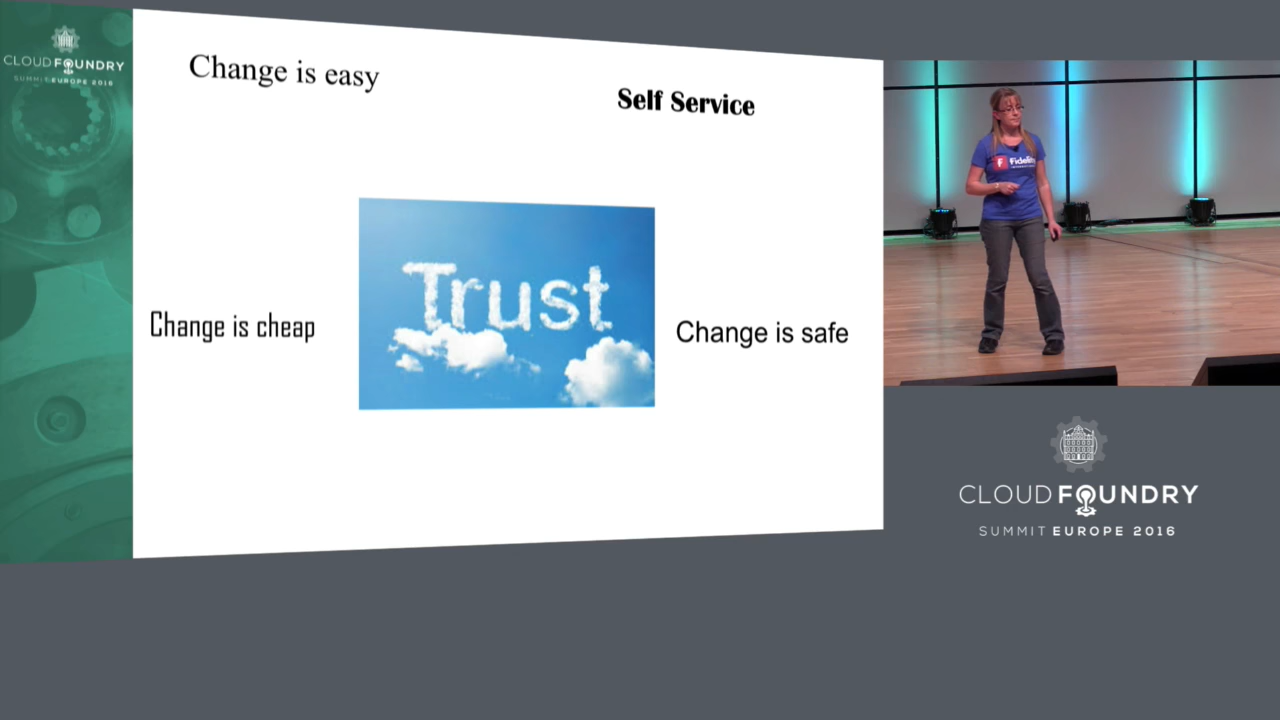 CLOUD FOUNDRY
SUMMIT EUROPE 2016
Change is easy
Self Service
Trust
Change is cheap
Change is safe
Fidelity
CLOUD FOUNDRY
SUMMIT EUROPE 2016